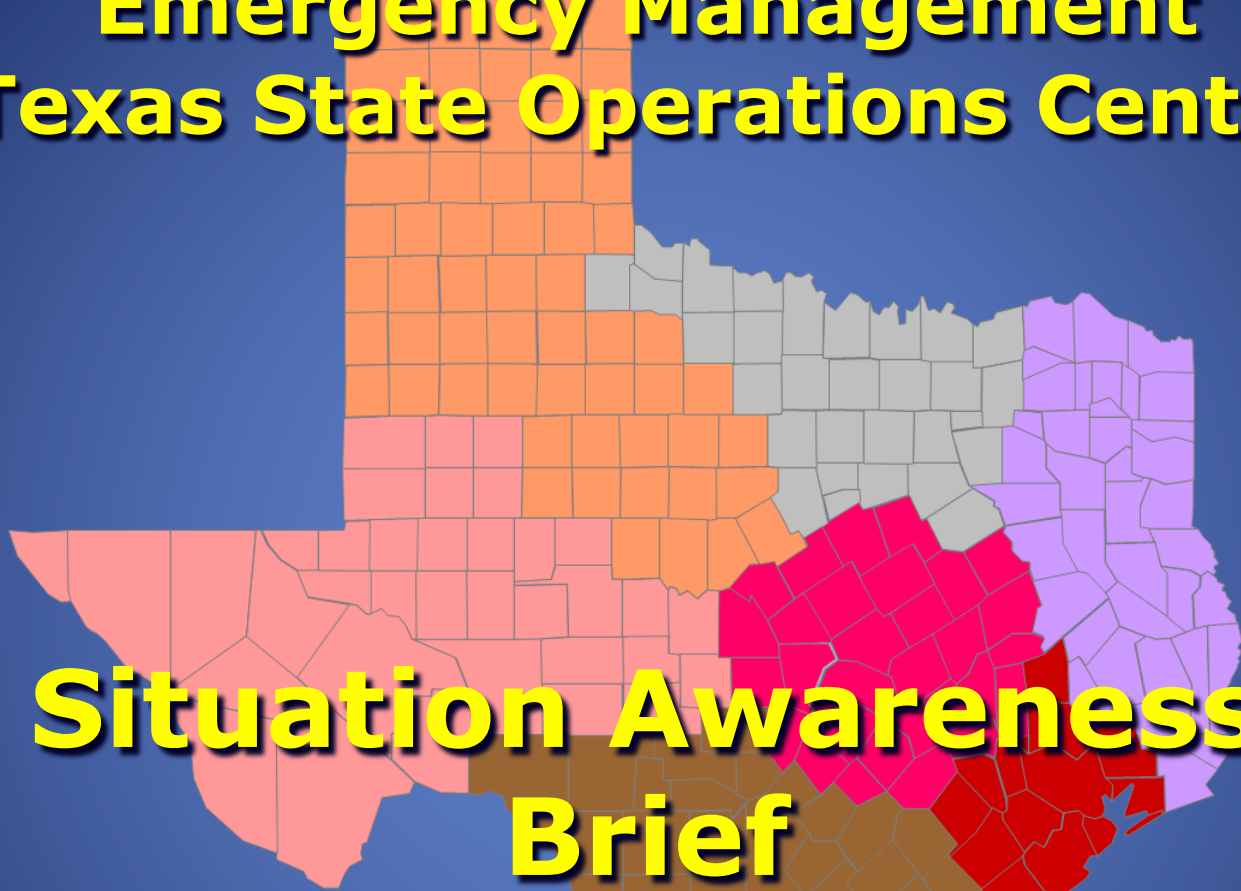 Emergency Management
Texas State Operations Cent
Situation Awareness
Brief